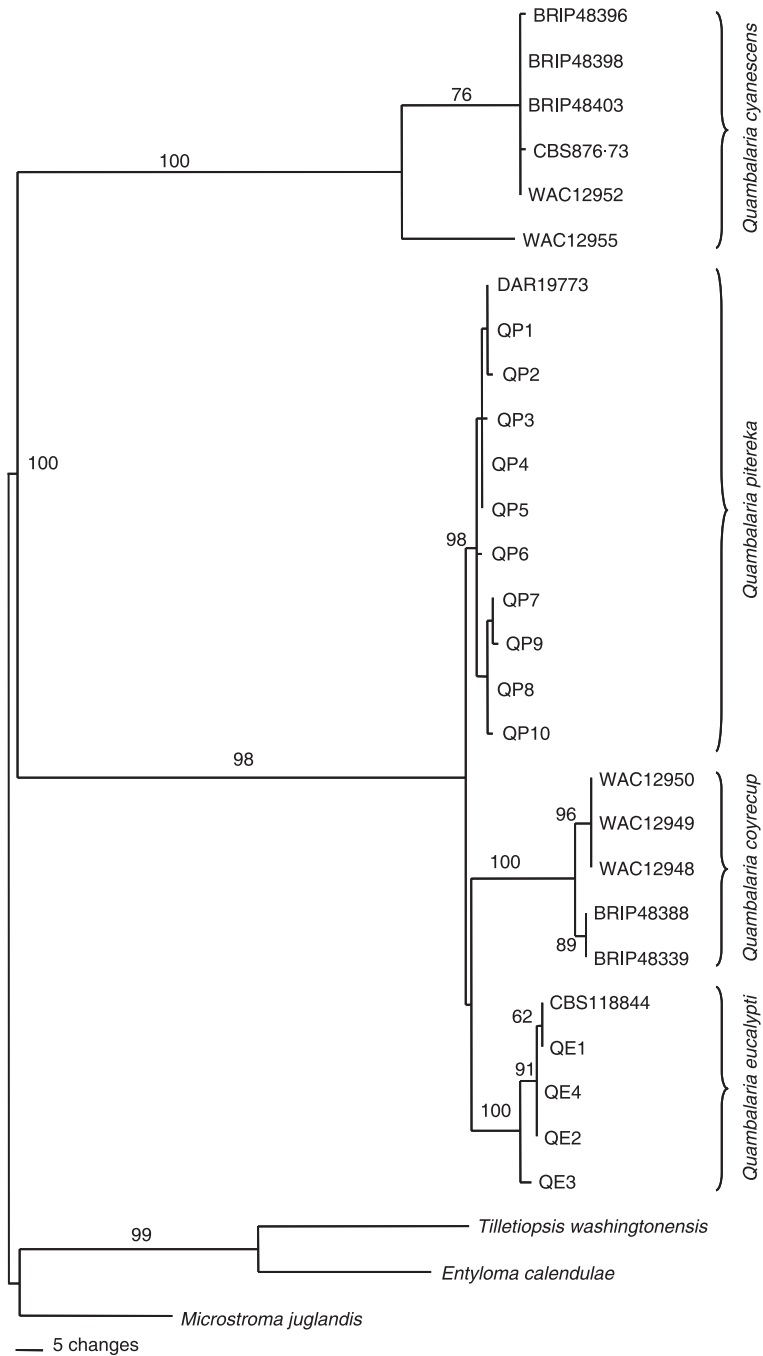 BRIP48396
BRIP48398
76
BRIP48403
CBS876·73
100
WAC12952
WAC12955
Quambalaria cyanescens
DAR19773
QP1
QP2
QP3
QP4
100
QP5
98
QP6
QP7
QP9
QP8
QP10
Quambalaria pitereka
98
WAC12950
96
WAC12949
100
WAC12948
BRIP48388
89
BRIP48339
Quambalaria coyrecup
CBS118844
62
QE1
91
QE4
100
QE2
QE3
Quambalaria eucalypti
Tilletiopsis washingtonensis
99
Entyloma calendulae
Microstroma juglandis
5 changes